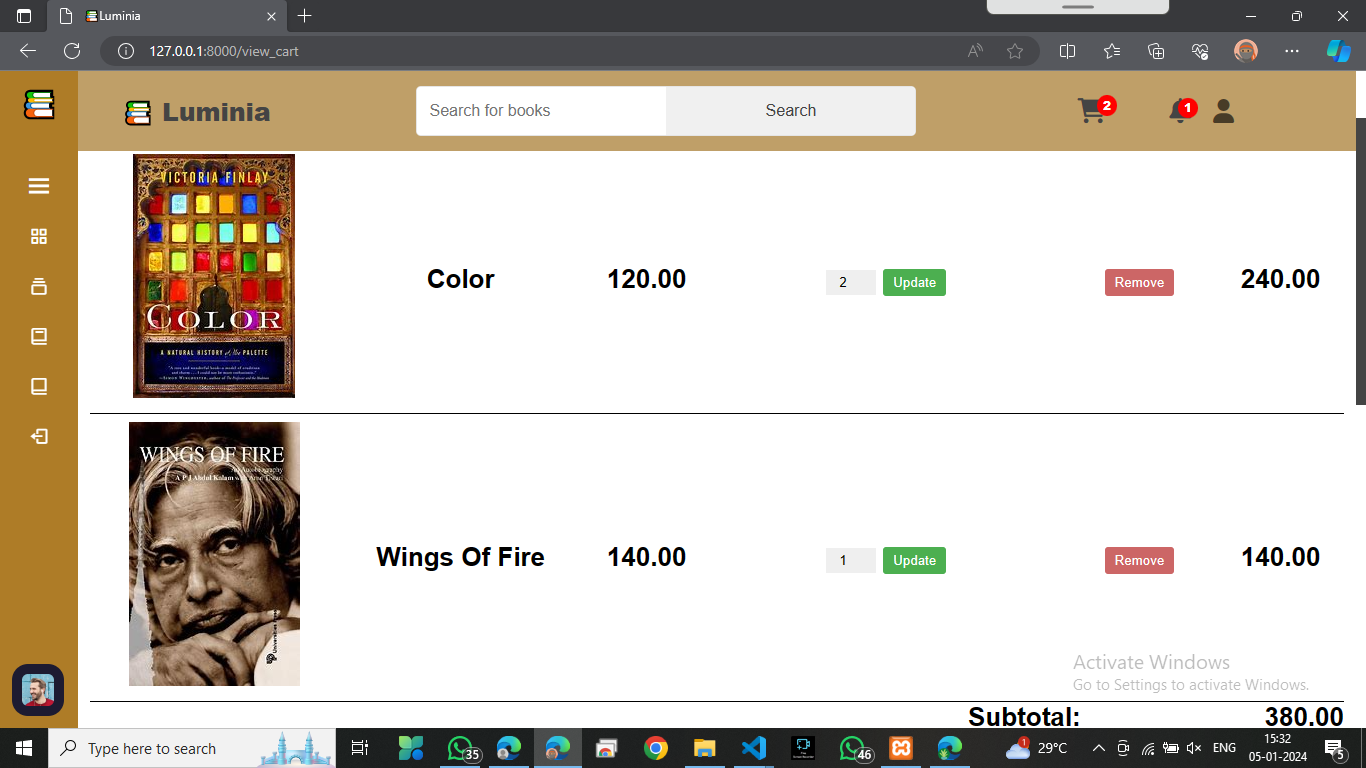 Luminia
127.0.0.1:8000/view_cart
Luminia
Search for books
Search
2
1
VICTORIA FINLAY
COLOR
A NATURAL HISTORY of the PALETTE
Color
120.00
2
Update
Remove
240.00
WINGS OF FIRE
An Autobiography
A P J Abdul Kalam with Arun Tiwari
Universities Press
Wings Of Fire
140.00
1
Update
Remove
140.00
Activate Windows
Go to Settings to activate Windows.
Subtotal:
380.00
Type here to search
35
46
1
29°C
ENG
15:32
05-01-2024
5